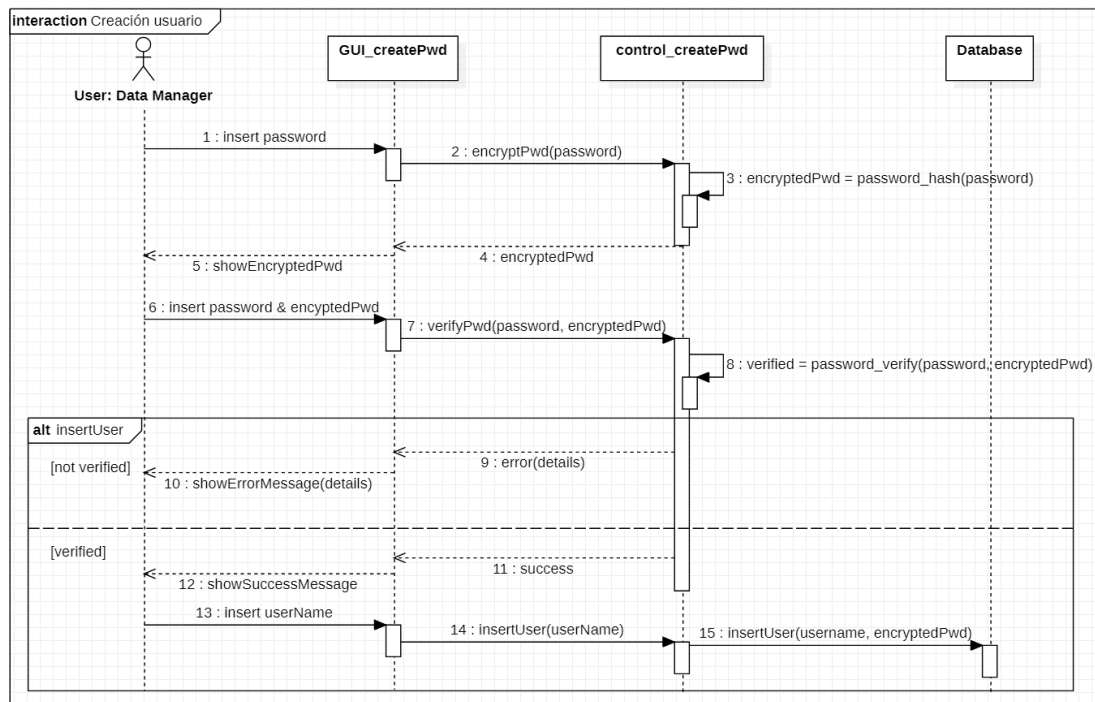 interaction Creación usuario
GUI_createPwd
control_createPwd
Database
User: Data Manager
1 : insert password
2 : encryptPwd(password)
3 : encryptedPwd = password_hash(password)
4 : encryptedPwd
5 : showEncryptedPwd
6 : insert password & encyptedPwd
7 : verifyPwd(password, encryptedPwd)
8 : verified = password_verify(password, encryptedPwd)
alt insertUser
[not verified]
9 : error(details)
10 : showErrorMessage(details)
[verified]
11 : success
12 : showSuccessMessage
13 : insert userName
14 : insertUser(userName)
15 : insertUser(username, encryptedPwd)